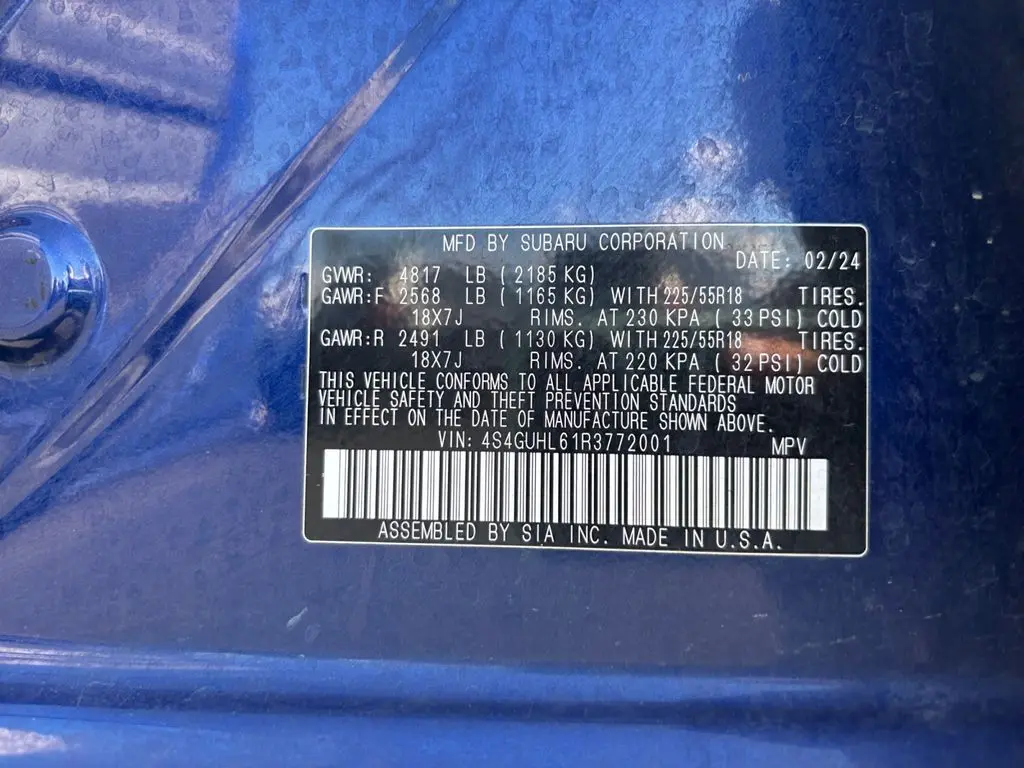 MFD BY SUBARU CORPORATION
DATE: 02/24
GVWR: 4817 LB (2185 KG)
GAWR:F 2568 LB (1165 KG) WITH 225/55R18 TIRES.
18X7J RIMS. AT 230 KPA (33 PSI) COLD
GAWR:R 2491 LB (1130 KG) WITH 225/55R18 TIRES.
18X7J RIMS. AT 220 KPA (32 PSI) COLD
THIS VEHICLE CONFORMS TO ALL APPLICABLE FEDERAL MOTOR
VEHICLE SAFETY AND THEFT PREVENTION STANDARDS
IN EFFECT ON THE DATE OF MANUFACTURE SHOWN ABOVE.
VIN: 4S4GUHL61R3772001 MPV
ASSEMBLED BY SIA INC. MADE IN U.S.A.